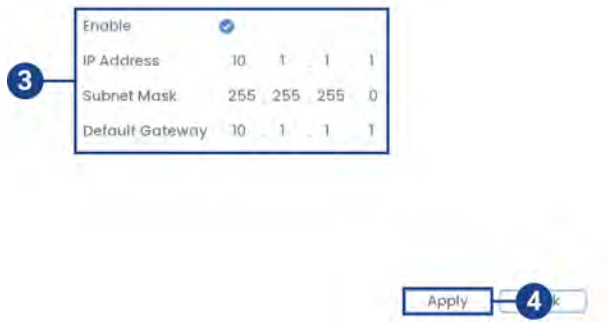 Enable
3
IP Address 10 . 1 . 1 1
Subnet Mask 255 . 255 . 255 0
Default Gateway 10 . 1 . 1 1
Apply 4 k